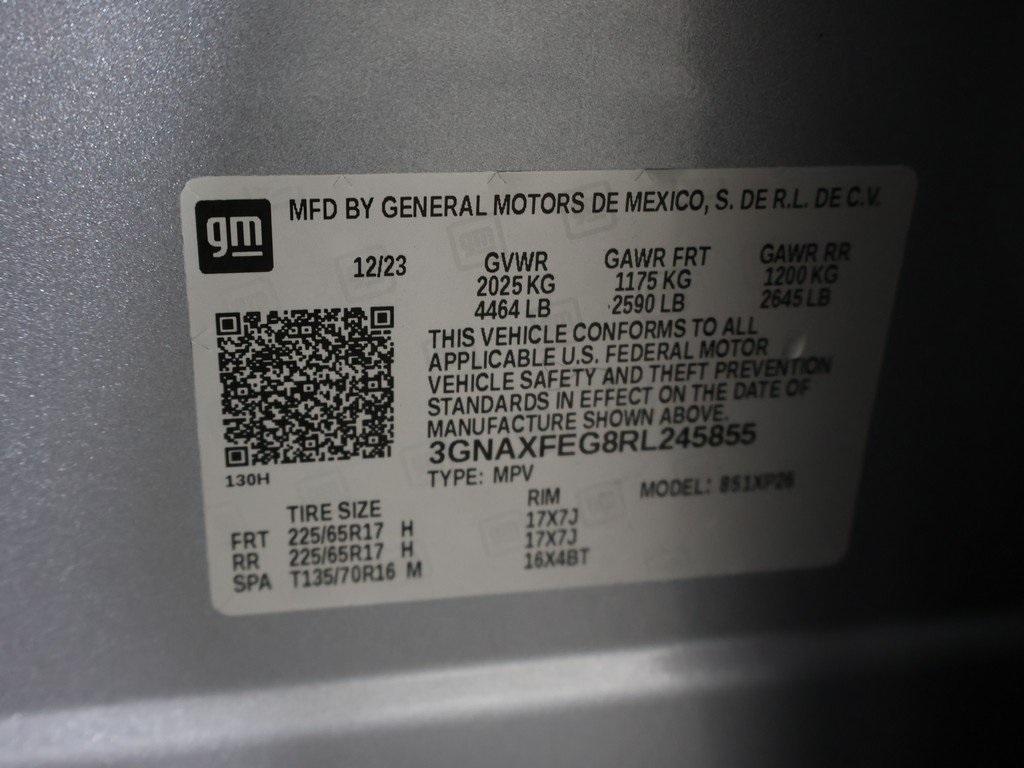 gm
MFD BY GENERAL MOTORS DE MEXICO, S. DE R.L. DE C.V.
12/23 GVWR GAWR FRT GAWR RR
2025 KG 1175 KG 1200 KG
4464 LB 2590 LB 2645 LB
THIS VEHICLE CONFORMS TO ALL
APPLICABLE U.S. FEDERAL MOTOR
VEHICLE SAFETY AND THEFT PREVENTION
STANDARDS IN EFFECT ON THE DATE OF
MANUFACTURE SHOWN ABOVE.
3GNAXFEG8RL245855
130H
TYPE: MPV MODEL: 851XP26
TIRE SIZE RIM
FRT 225/65R17 H 17X7J
RR 225/65R17 H 17X7J
SPA T135/70R16 M 16X4BT